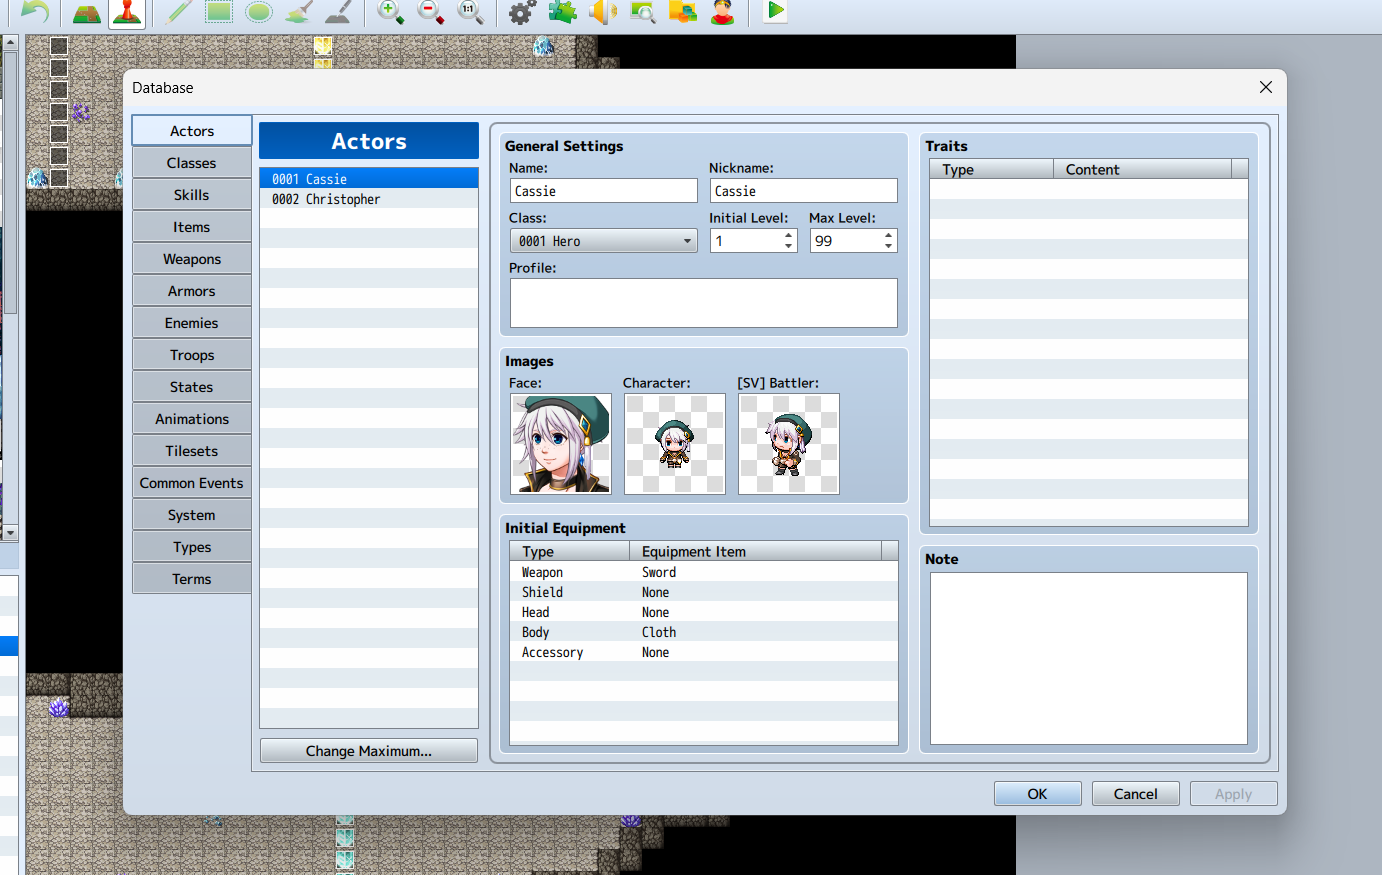 1:1
Database
Actors
Classes
Skills
Items
Weapons
Armors
Enemies
Troops
States
Animations
Tilesets
Common Events
System
Types
Terms
Actors
0001 Cassie
0002 Christopher
Change Maximum...
General Settings
Name: Nickname:
Cassie Cassie
Class: Initial Level: Max Level:
0001 Hero 1 99
Profile:
Images
Face: Character: [SV] Battler:
Initial Equipment
Type Equipment Item
Weapon Sword
Shield None
Head None
Body Cloth
Accessory None
Traits
Type Content
Note
OK Cancel Apply